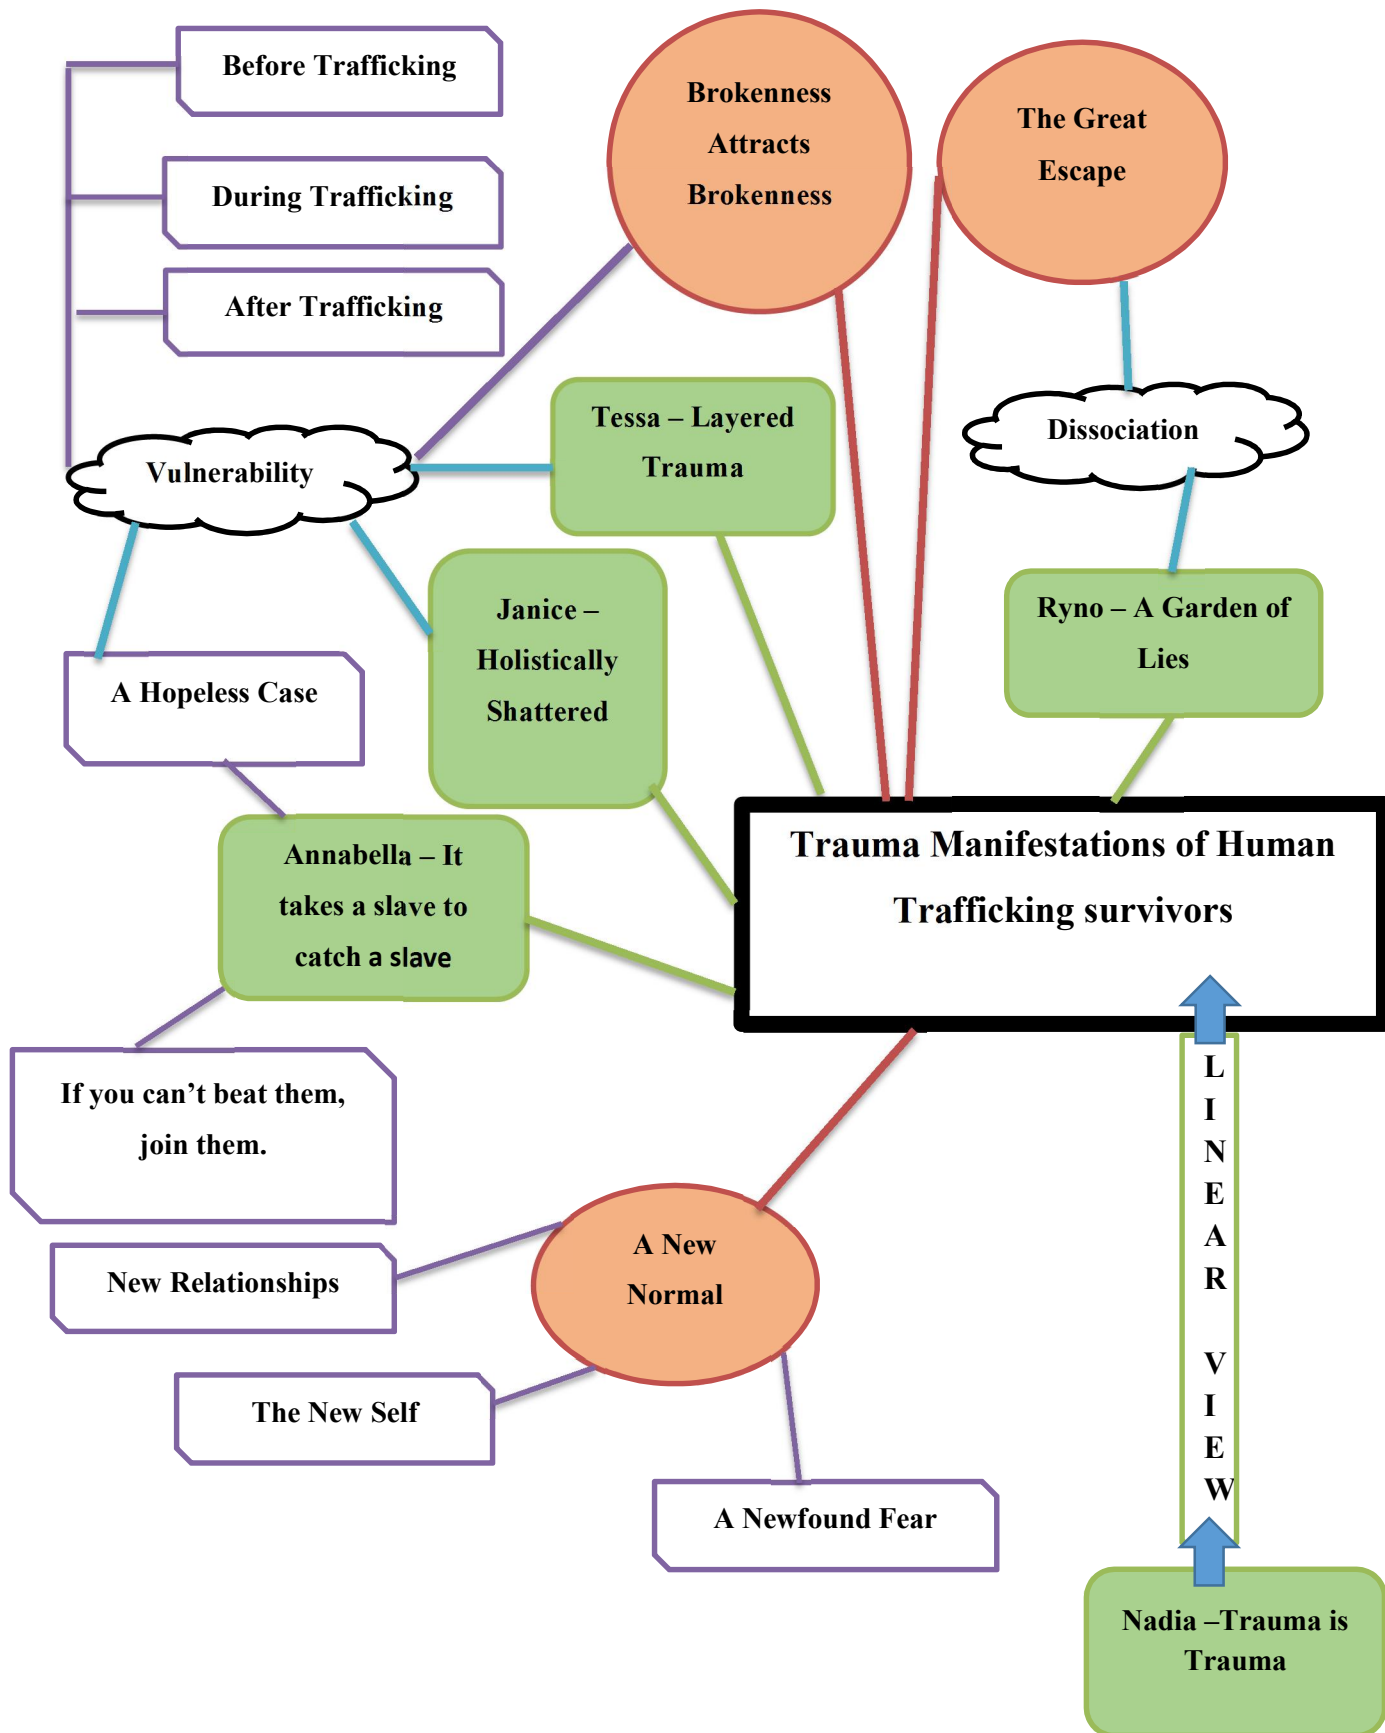 Before Trafficking
During Trafficking
After Trafficking
Brokenness
Attracts
Brokenness
The Great
Escape
Vulnerability
Tessa – Layered
Trauma
Dissociation
Janice –
Holistically
Shattered
Ryno – A Garden of
Lies
A Hopeless Case
Annabella – It
takes a slave to
catch a slave
Trauma Manifestations of Human
Trafficking survivors
If you can’t beat them,
join them.
New Relationships
A New
Normal
The New Self
A Newfound Fear
L
I
N
E
A
R
V
I
E
W
Nadia –Trauma is
Trauma